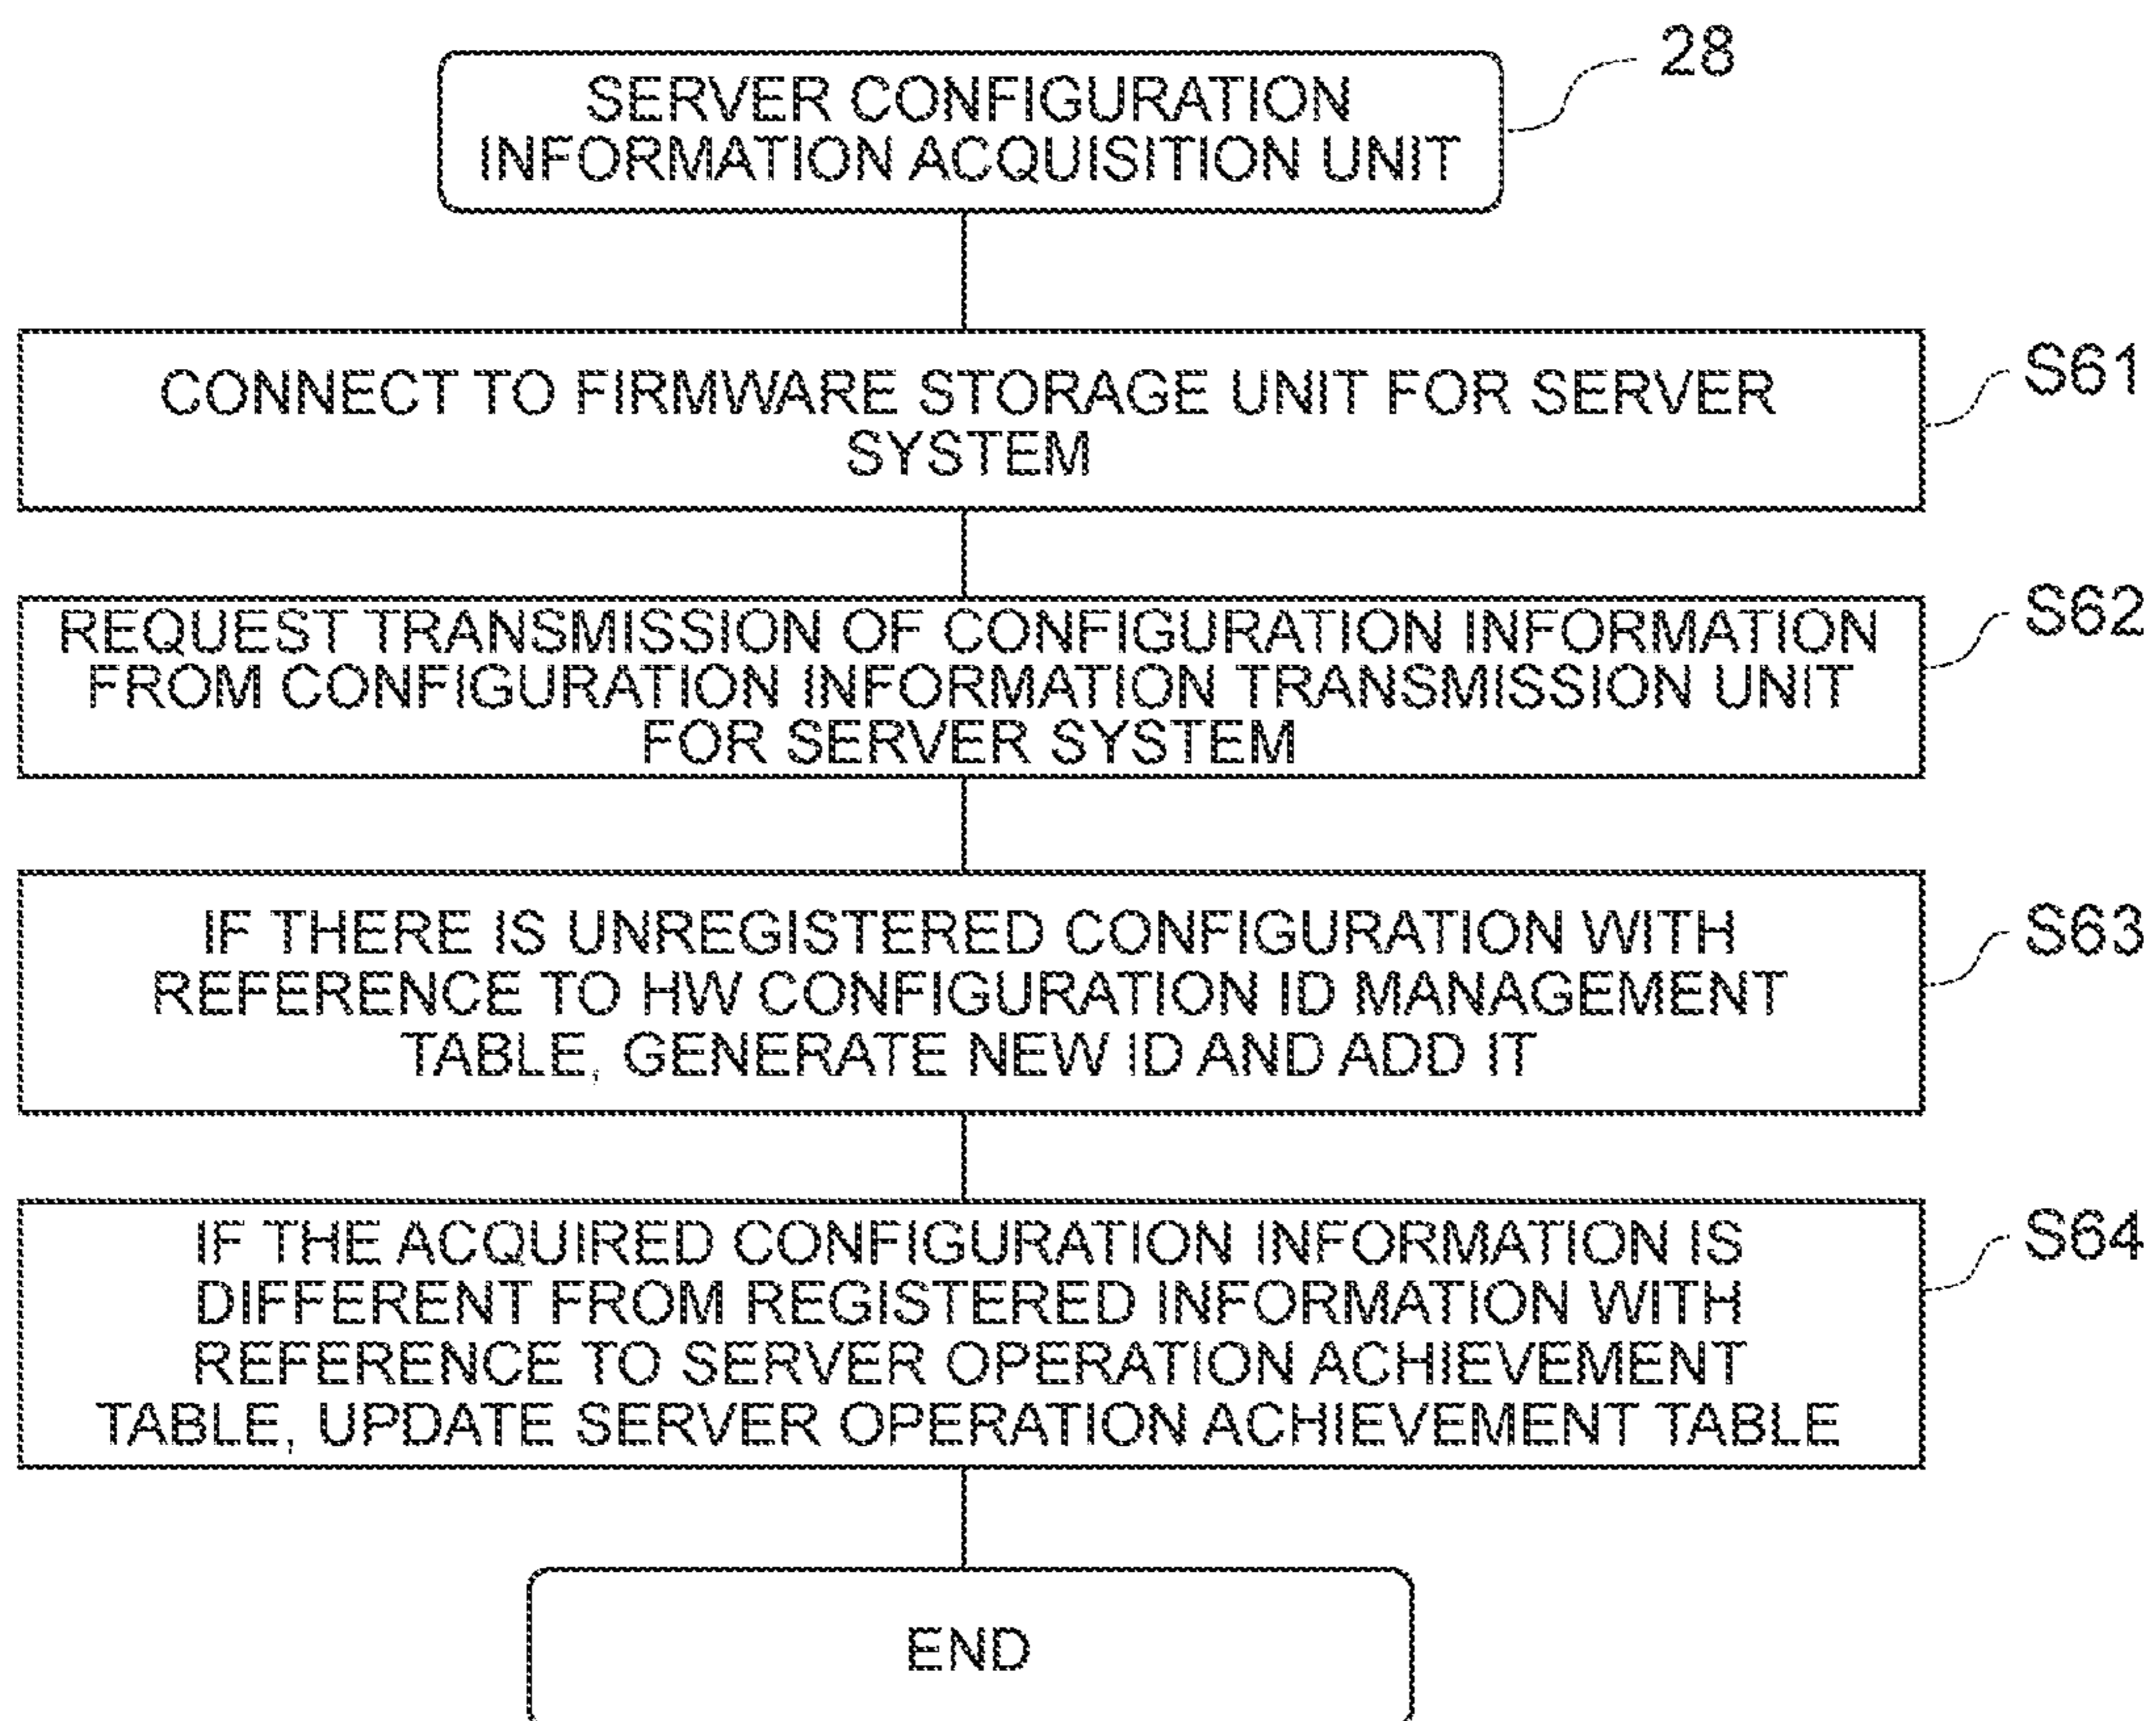 28
SERVER CONFIGURATION
INFORMATION ACQUISITION UNIT
S61
CONNECT TO FIRMWARE STORAGE UNIT FOR SERVER
SYSTEM
S62
REQUEST TRANSMISSION OF CONFIGURATION INFORMATION
FROM CONFIGURATION INFORMATION TRANSMISSION UNIT
FOR SERVER SYSTEM
S63
IF THERE IS UNREGISTERED CONFIGURATION WITH
REFERENCE TO HW CONFIGURATION ID MANAGEMENT
TABLE, GENERATE NEW ID AND ADD IT
S64
IF THE ACQUIRED CONFIGURATION INFORMATION IS
DIFFERENT FROM REGISTERED INFORMATION WITH
REFERENCE TO SERVER OPERATION ACHIEVEMENT
TABLE, UPDATE SERVER OPERATION ACHIEVEMENT TABLE
END